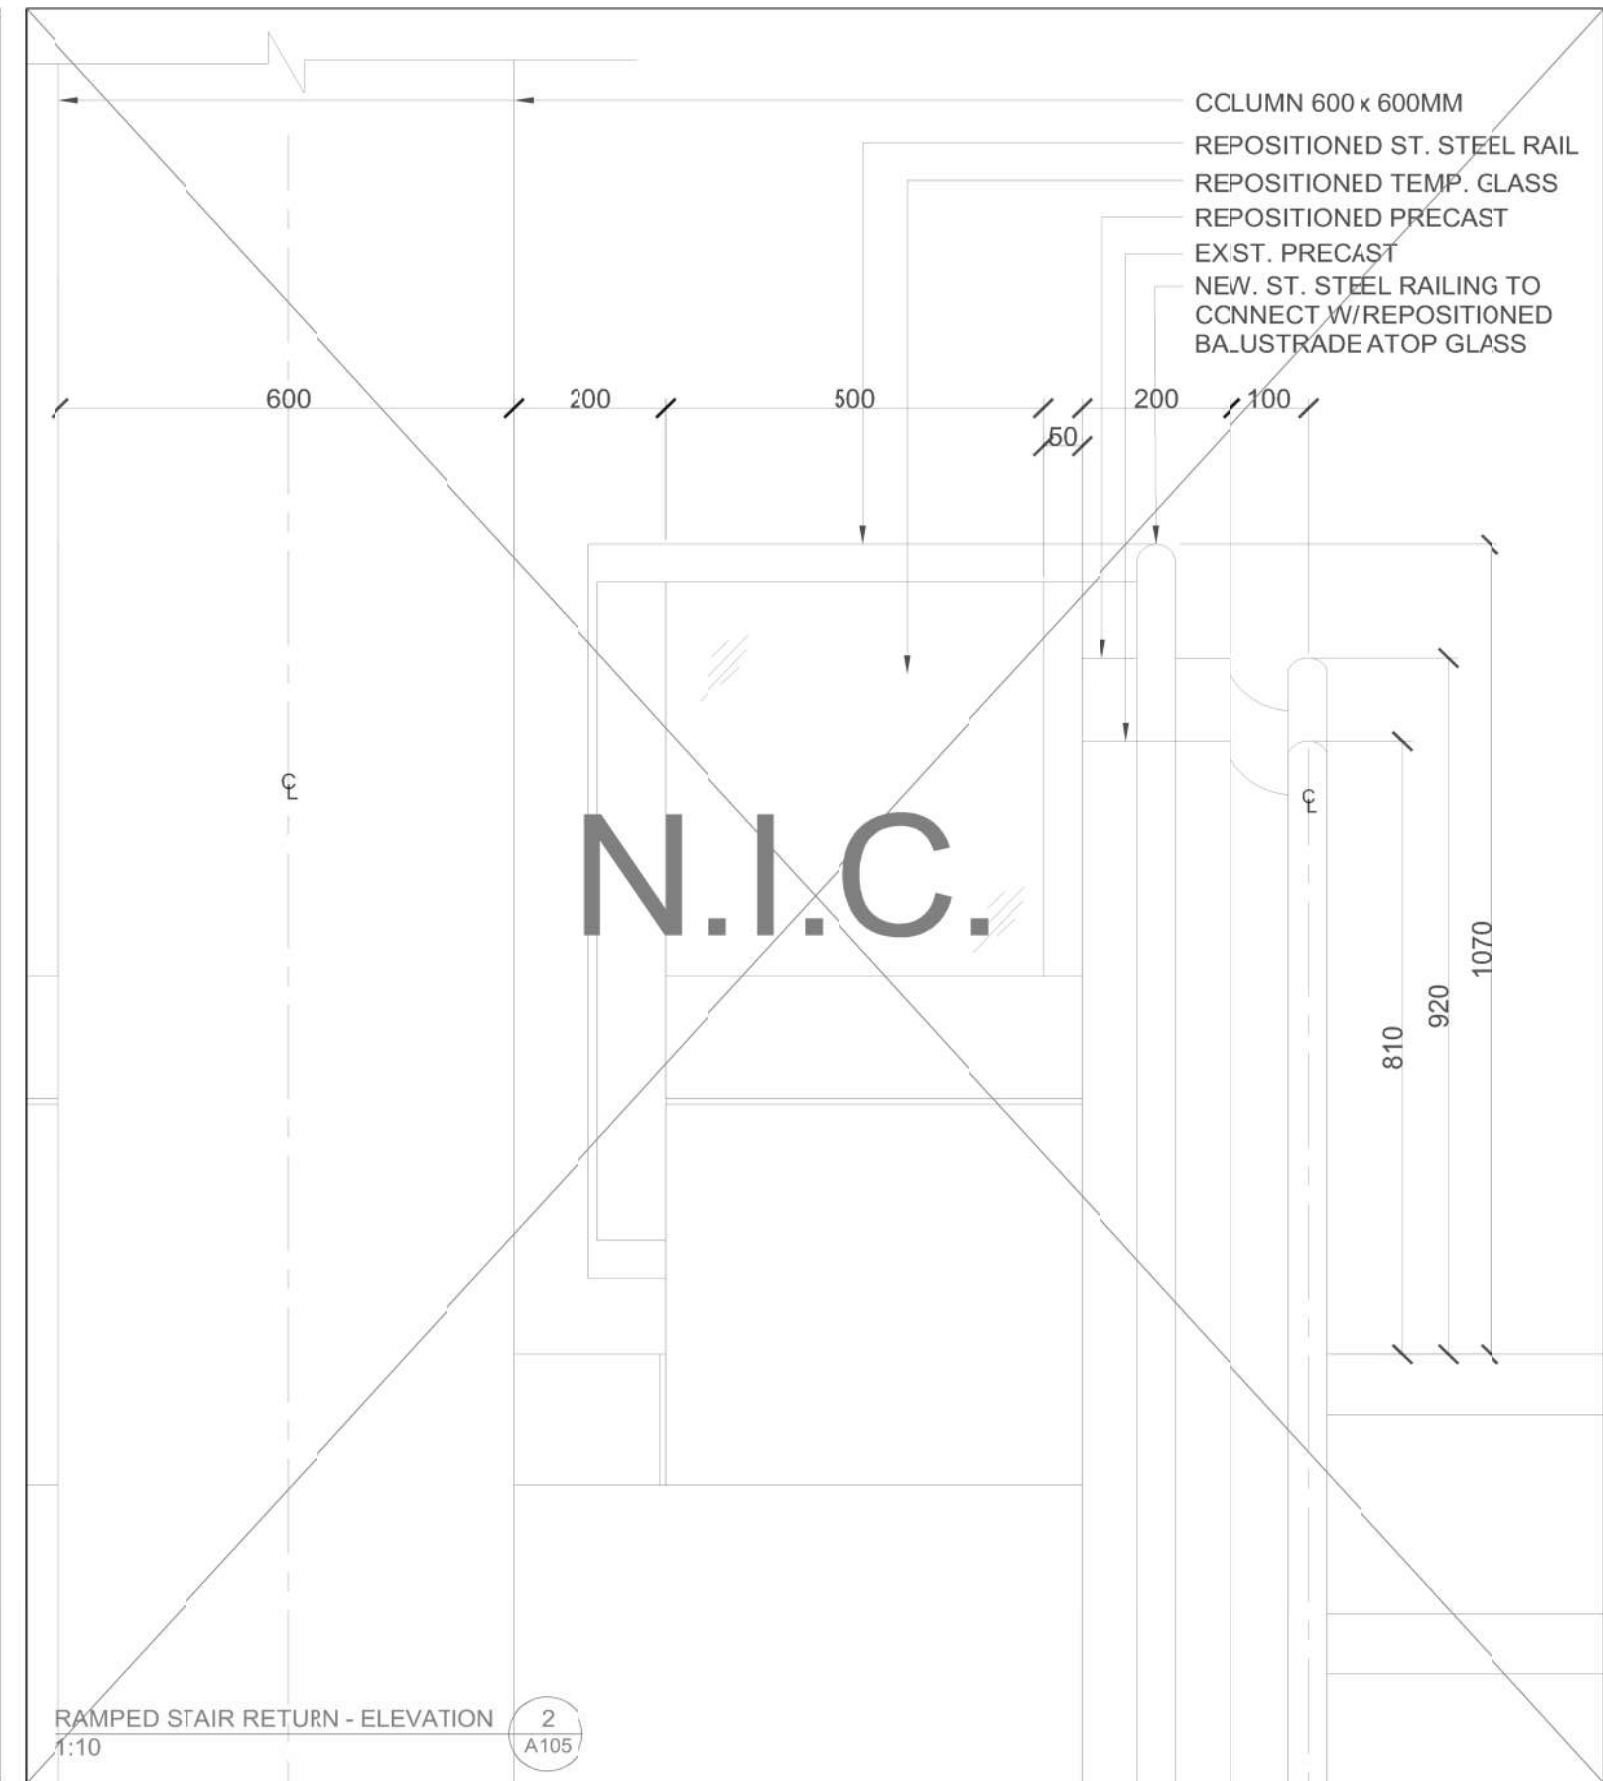 COLUMN 600 x 600MM
REPOSITIONED ST. STEEL RAIL
REPOSITIONED TEMP. GLASS
REPOSITIONED PRECAST
EXIST. PRECAST
NEW. ST. STEEL RAILING TO
CONNECT W/REPOSITIONED
BALUSTRADE ATOP GLASS
600 200 500 200 100
50
℄
℄
N.I.C.
1070
920
810
RAMPED STAIR RETURN - ELEVATION 2
1:10 A105